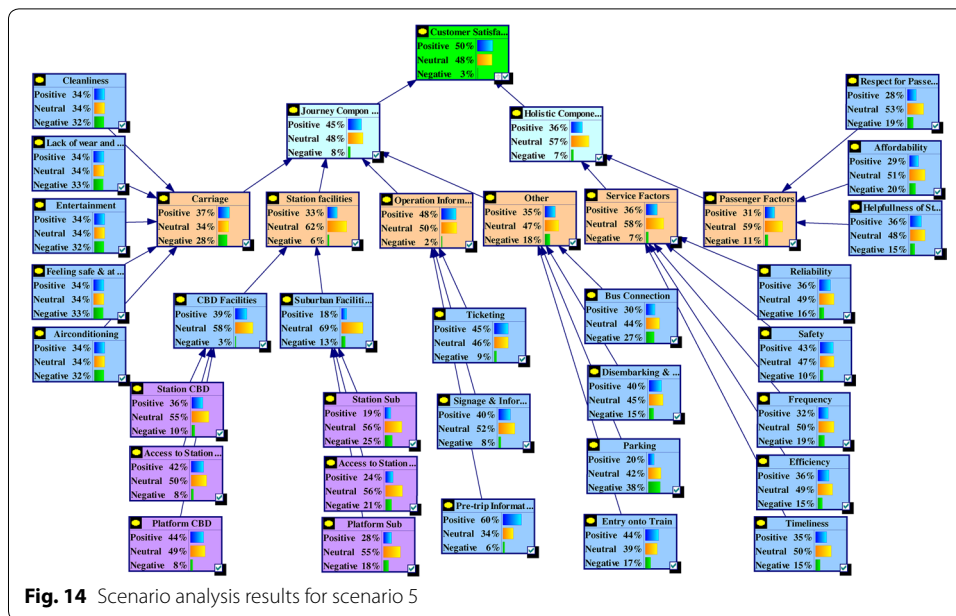 Customer Satisfa...
Positive 50%
Neutral 48%
Negative 3%
Cleanliness
Positive 34%
Neutral 34%
Negative 32%
Lack of wear and ...
Positive 34%
Neutral 34%
Negative 33%
Entertainment
Positive 34%
Neutral 34%
Negative 32%
Feeling safe & at ...
Positive 34%
Neutral 34%
Negative 33%
Airconditioning
Positive 34%
Neutral 34%
Negative 32%
Journey Compon ...
Positive 45%
Neutral 48%
Negative 8%
Holistic Compone...
Positive 36%
Neutral 57%
Negative 7%
Respect for Passe...
Positive 28%
Neutral 53%
Negative 19%
Affordability
Positive 29%
Neutral 51%
Negative 20%
Helpfullness of St...
Positive 36%
Neutral 48%
Negative 15%
Carriage
Positive 37%
Neutral 34%
Negative 28%
Station facilities
Positive 33%
Neutral 62%
Negative 6%
Operation Inform...
Positive 48%
Neutral 50%
Negative 2%
Other
Positive 35%
Neutral 47%
Negative 18%
Service Factors
Positive 36%
Neutral 58%
Negative 7%
Passenger Factors
Positive 31%
Neutral 59%
Negative 11%
CBD Facilities
Positive 39%
Neutral 58%
Negative 3%
Suburban Faciliti...
Positive 18%
Neutral 69%
Negative 13%
Ticketing
Positive 45%
Neutral 46%
Negative 9%
Bus Connection
Positive 30%
Neutral 44%
Negative 27%
Reliability
Positive 36%
Neutral 49%
Negative 16%
Safety
Positive 43%
Neutral 47%
Negative 10%
Station CBD
Positive 36%
Neutral 55%
Negative 10%
Access to Station ...
Positive 42%
Neutral 50%
Negative 8%
Platform CBD
Positive 44%
Neutral 49%
Negative 8%
Station Sub
Positive 19%
Neutral 56%
Negative 25%
Access to Station ...
Positive 24%
Neutral 56%
Negative 21%
Platform Sub
Positive 28%
Neutral 55%
Negative 18%
Signage & Infor...
Positive 40%
Neutral 52%
Negative 8%
Pre-trip Informat...
Positive 60%
Neutral 34%
Negative 6%
Disembarking & ...
Positive 40%
Neutral 45%
Negative 15%
Parking
Positive 20%
Neutral 42%
Negative 38%
Entry onto Train
Positive 44%
Neutral 39%
Negative 17%
Frequency
Positive 32%
Neutral 50%
Negative 19%
Efficiency
Positive 36%
Neutral 49%
Negative 15%
Timeliness
Positive 35%
Neutral 50%
Negative 15%
Fig. 14 Scenario analysis results for scenario 5